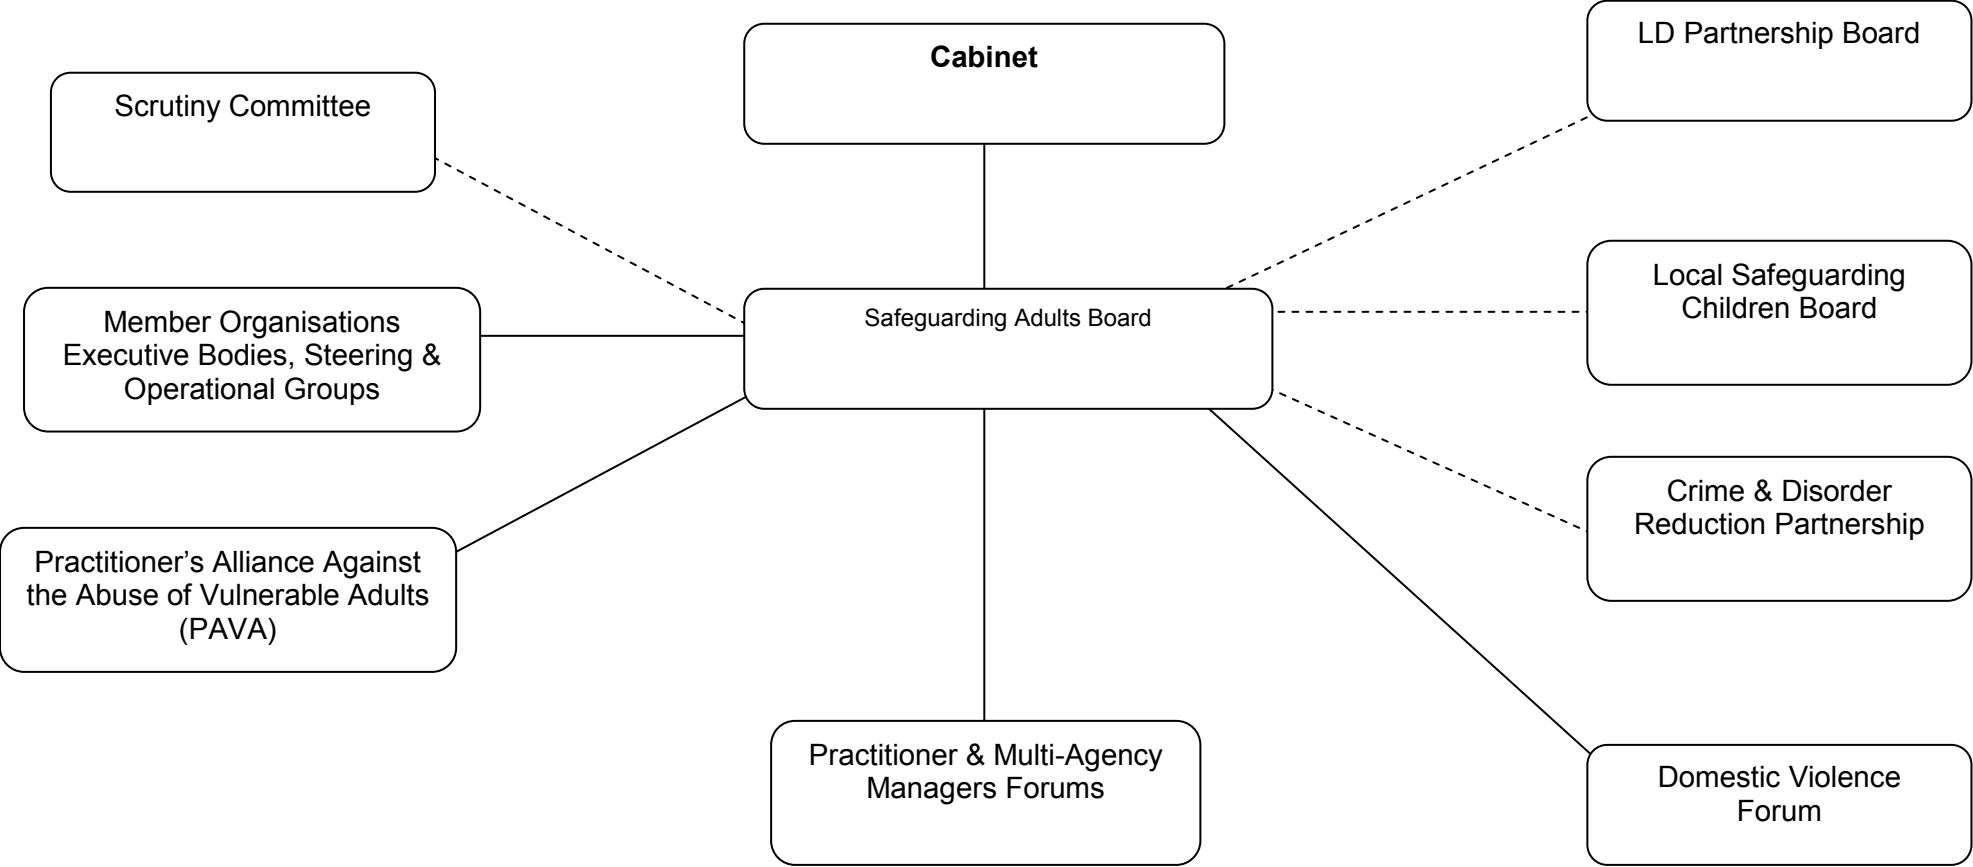 LD Partnership Board
Cabinet
Scrutiny Committee
Local Safeguarding
Children Board
Safeguarding Adults Board
Member Organisations
Executive Bodies, Steering &
Operational Groups
Crime & Disorder
Reduction Partnership
Practitioner’s Alliance Against
the Abuse of Vulnerable Adults
(PAVA)
Practitioner & Multi-Agency
Managers Forums
Domestic Violence
Forum